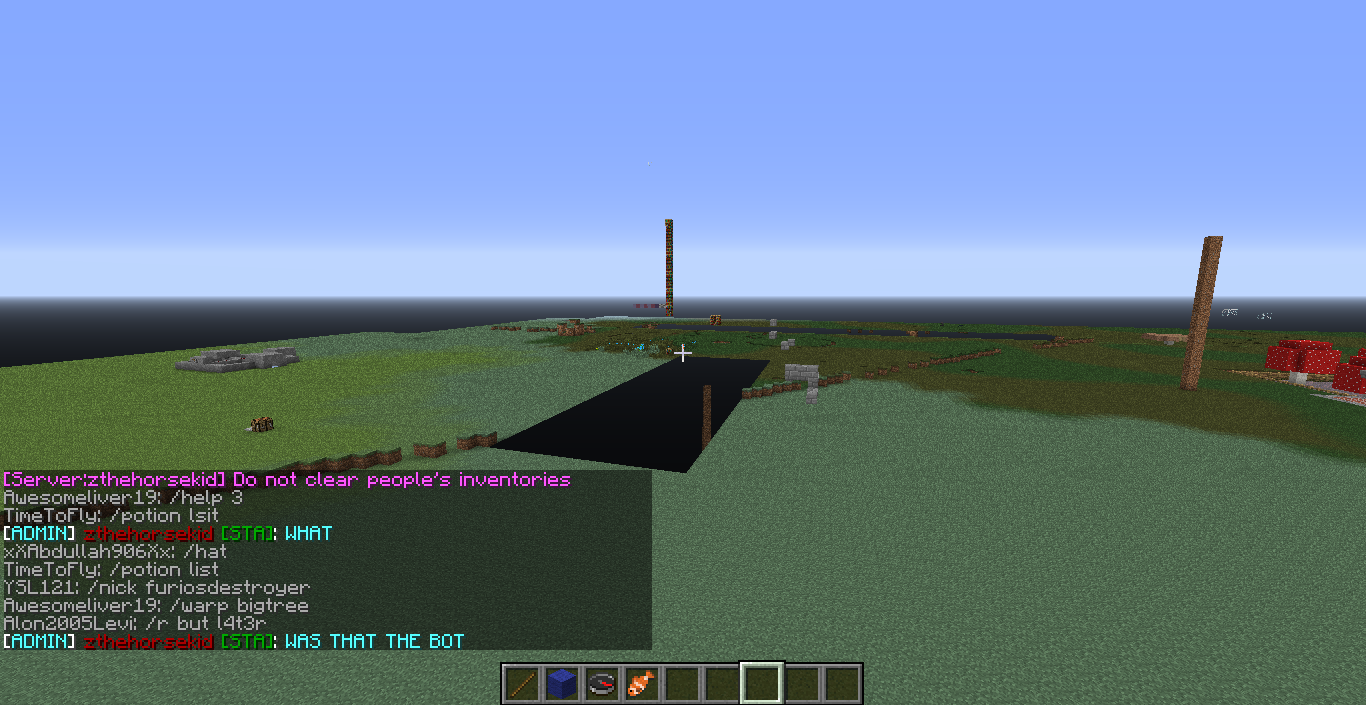 [Server:zthehorsekid] Do not clear people's inventories
Awesomeliver19: /help 3
TimeToFly: /potion lsit
[ADMIN] zthehorsekid [STA]: WHAT
xXAbdullah906Xx: /hat
TimeToFly: /potion list
YSL121: /nick furiosdestroyer
Awesomeliver19: /warp bigtree
Alon2005Levi: /r but l4t3r
[ADMIN] zthehorsekid [STA]: WAS THAT THE BOT